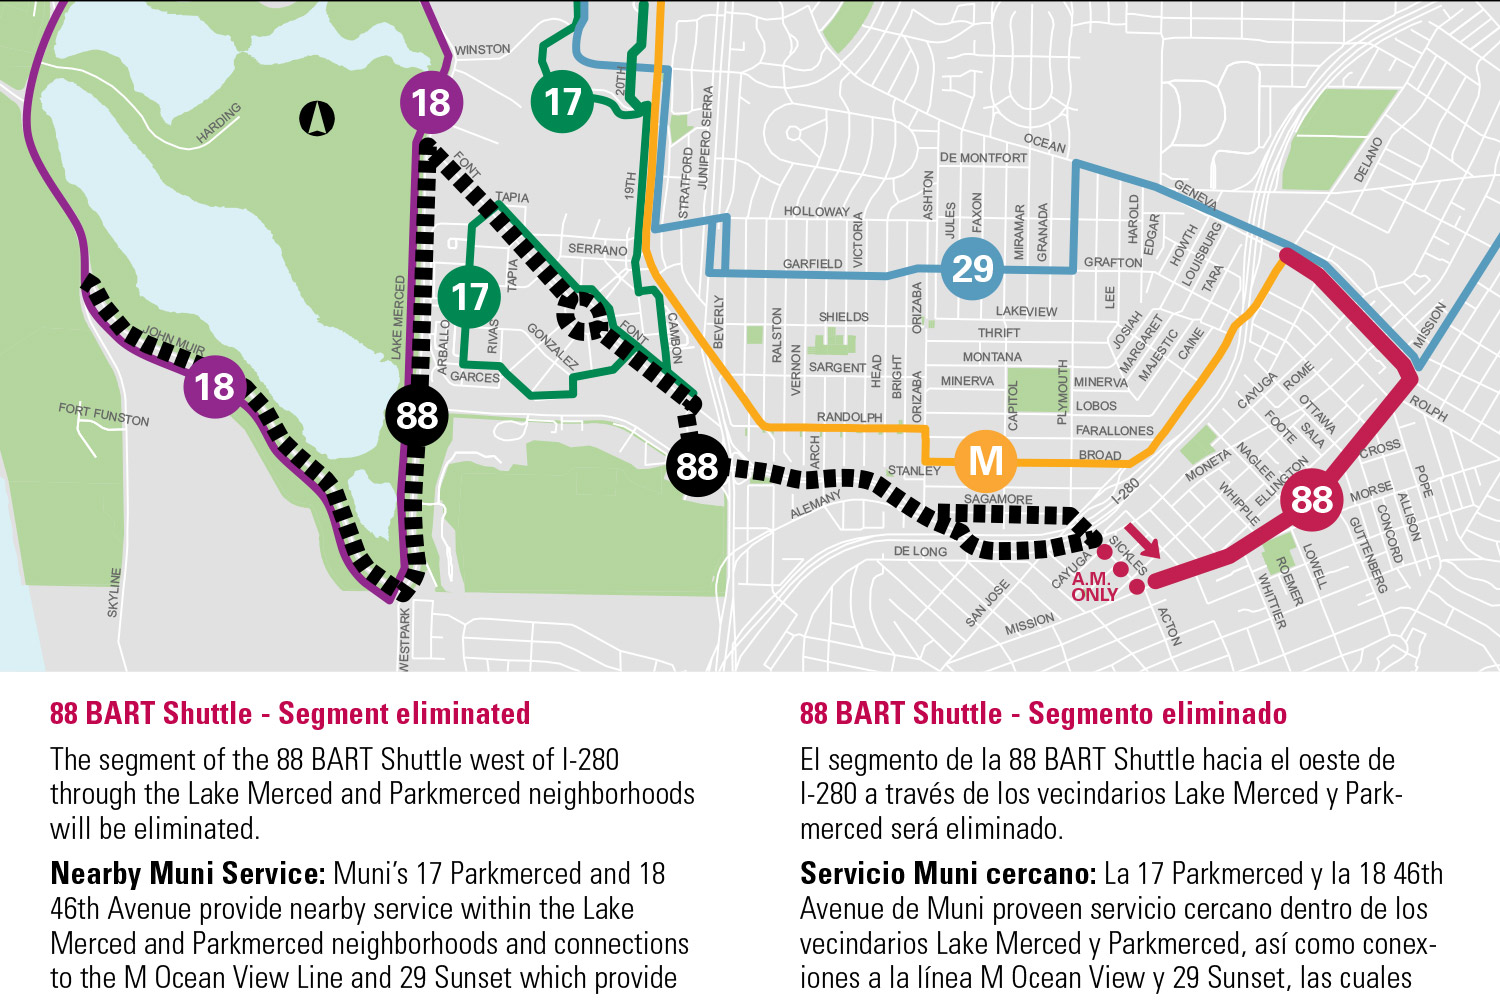 WINSTON
18
17
20TH
HARDING
FONT
TAPIA
19TH
STRATFORD
JUNIPERO SERRA
OCEAN
DE MONTFORT
DELANO
GENEVA
ASHTON
JULES
FAXON
MIRAMAR
GRANADA
HAROLD
EDGAR
HOWTH
LOUISBURG
TARA
HOLLOWAY
VICTORIA
SERRANO
GARFIELD
29
GRAFTON
TAPIA
17
LAKE MERCED
JOHN MUIR
ARBALLO
RIVAS
GONZALEZ
FONT
CAMBON
BEVERLY
GARCES
18
FORT FUNSTON
88
RALSTON
VERNON
SHIELDS
SARGENT
HEAD
BRIGHT
ORIZABA
ORIZABA
LAKEVIEW
THRIFT
MONTANA
MINERVA
MINERVA
CAPITOL
PLYMOUTH
LOBOS
LEE
JOSIAH
MARGARET
MAJESTIC
CAINE
MISSION
CAYUGA
ROME
OTTAWA
FOOTE
SALA
NAGLEE
ELLINGTON
WHIPPLE
MONETA
ROLPH
CROSS
POPE
RANDOLPH
FARALLONES
BROAD
M
ARCH
STANLEY
88
ALEMANY
SAGAMORE
I-280
88
MORSE
ALLISON
CONCORD
GUTTENBERG
LOWELL
ROEMER
WHITTIER
DE LONG
CAYUGA
SICKLES
A.M.
ONLY
SAN JOSE
MISSION
ACTON
SKYLINE
WESTPARK
88 BART Shuttle - Segment eliminated
The segment of the 88 BART Shuttle west of I-280
through the Lake Merced and Parkmerced neighborhoods
will be eliminated.
Nearby Muni Service: Muni’s 17 Parkmerced and 18
46th Avenue provide nearby service within the Lake
Merced and Parkmerced neighborhoods and connections
to the M Ocean View Line and 29 Sunset which provide
88 BART Shuttle - Segmento eliminado
El segmento de la 88 BART Shuttle hacia el oeste de
I-280 a través de los vecindarios Lake Merced y Park-
merced será eliminado.
Servicio Muni cercano: La 17 Parkmerced y la 18 46th
Avenue de Muni proveen servicio cercano dentro de los
vecindarios Lake Merced y Parkmerced, así como conex-
iones a la línea M Ocean View y 29 Sunset, las cuales